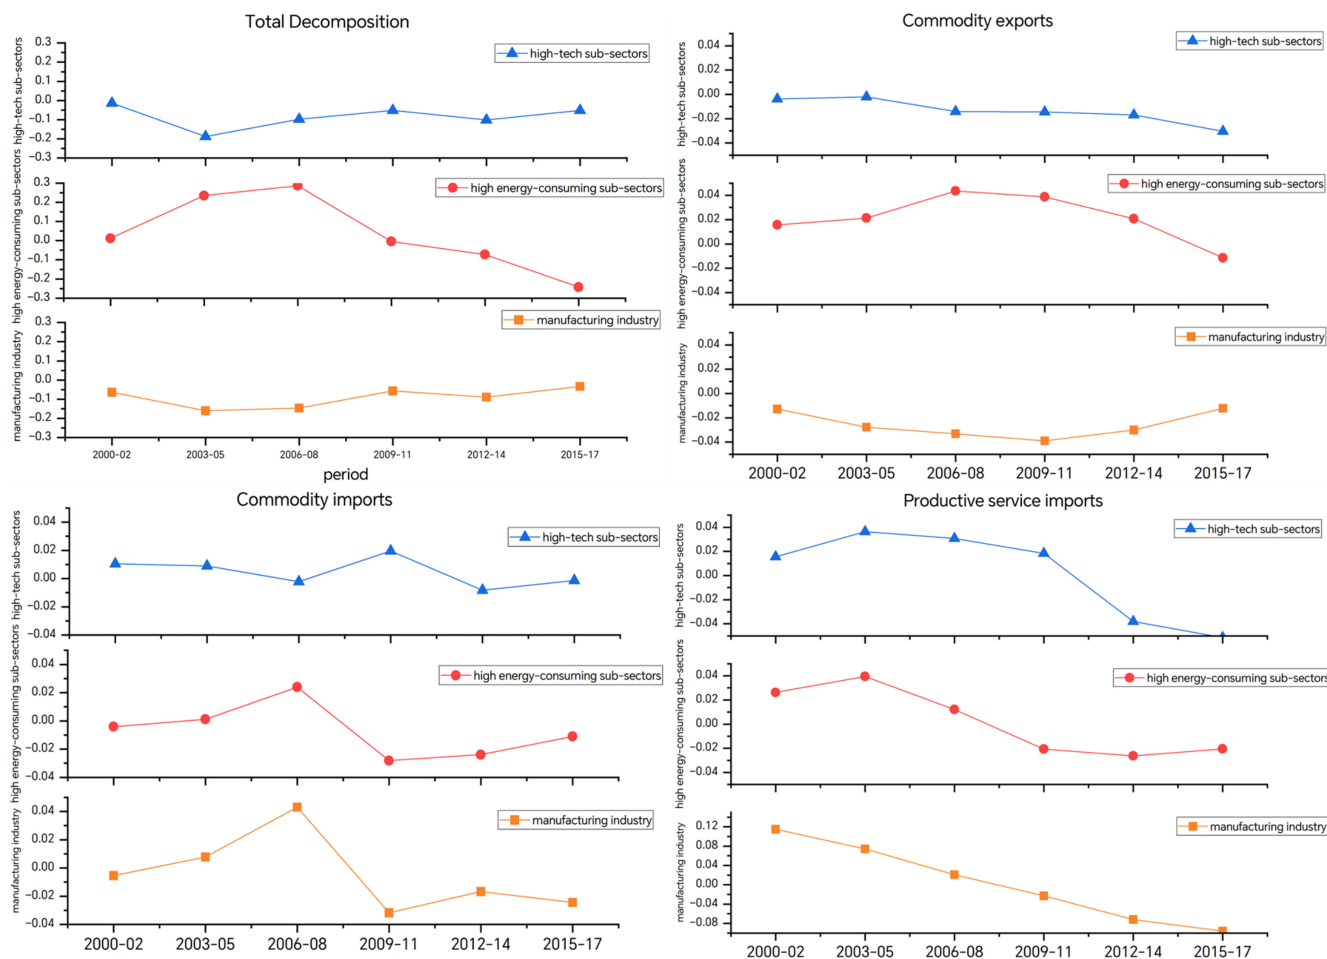 Total Decomposition
high-tech sub-sectors
high-tech sub-sectors
0.3
0.2
0.1
0.0
−0.1
−0.2
−0.3
high energy-consuming sub-sectors
high energy-consuming sub-sectors
0.3
0.2
0.1
0.0
−0.1
−0.2
−0.3
manufacturing industry
manufacturing industry
0.3
0.2
0.1
0.0
−0.1
−0.2
−0.3
2000-02 2003-05 2006-08 2009-11 2012-14 2015-17
period
Commodity exports
high-tech sub-sectors
high-tech sub-sectors
0.04
0.02
0.00
−0.02
−0.04
high energy-consuming sub-sectors
high energy-consuming sub-sectors
0.04
0.02
0.00
−0.02
−0.04
manufacturing industry
manufacturing industry
0.04
0.02
0.00
−0.02
−0.04
2000-02 2003-05 2006-08 2009-11 2012-14 2015-17
Commodity imports
high-tech sub-sectors
high-tech sub-sectors
0.04
0.02
0.00
−0.02
−0.04
high energy-consuming sub-sectors
high energy-consuming sub-sectors
0.04
0.02
0.00
−0.02
−0.04
manufacturing industry
manufacturing industry
0.04
0.02
0.00
−0.02
−0.04
2000-02 2003-05 2006-08 2009-11 2012-14 2015-17
Productive service imports
high-tech sub-sectors
high-tech sub-sectors
0.04
0.02
0.00
−0.02
−0.04
high energy-consuming sub-sectors
high energy-consuming sub-sectors
0.04
0.02
0.00
−0.02
−0.04
manufacturing industry
manufacturing industry
0.12
0.08
0.04
0.00
−0.04
−0.08
2000-02 2003-05 2006-08 2009-11 2012-14 2015-17